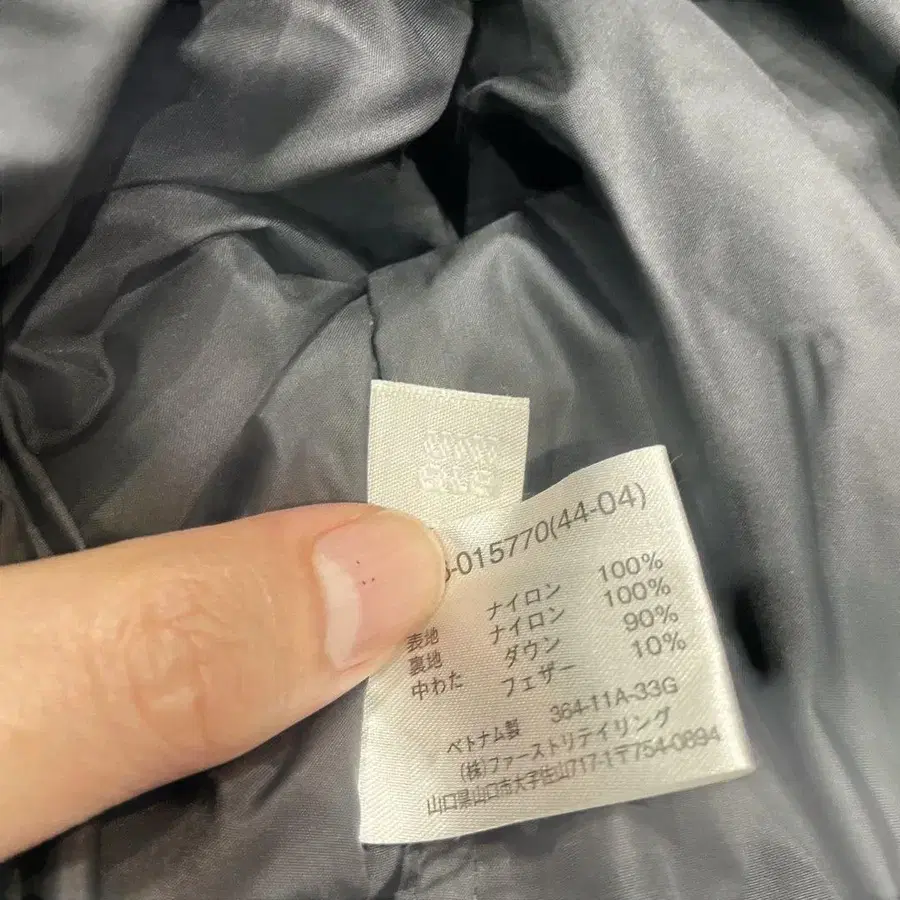 -015770(44-04)
表地 ナイロン 100%
裏地 ナイロン 100%
中わた ダウン 90%
フェザー 10%
ベトナム製 364-11A-33G
(株)ファーストリテイリング
山口県山口市大字佐山717-1〒754-0894